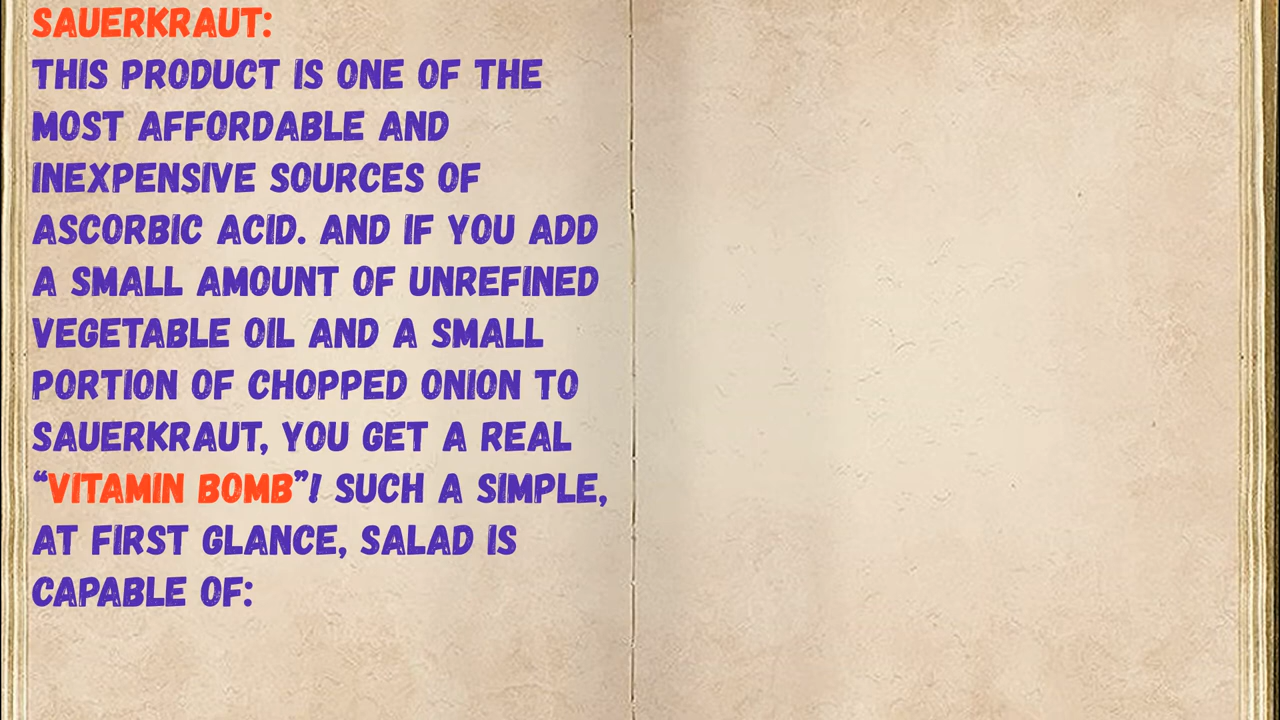 SAUERKRAUT:
THIS PRODUCT IS ONE OF THE
MOST AFFORDABLE AND
INEXPENSIVE SOURCES OF
ASCORBIC ACID. AND IF YOU ADD
A SMALL AMOUNT OF UNREFINED
VEGETABLE OIL AND A SMALL
PORTION OF CHOPPED ONION TO
SAUERKRAUT, YOU GET A REAL
“VITAMIN BOMB”! SUCH A SIMPLE,
AT FIRST GLANCE, SALAD IS
CAPABLE OF: